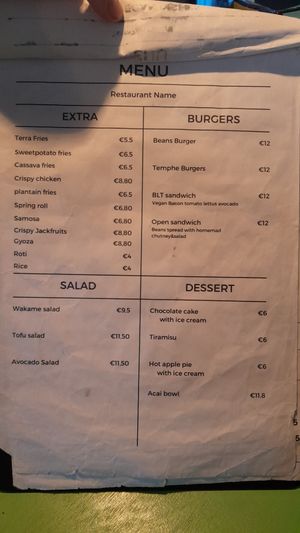 MENU
Restaurant Name
EXTRA
Terra Fries €5.5
Sweetpotato fries €6.5
Cassava fries €6.5
Crispy chicken €8.80
plantain fries €6.5
Spring roll €6.80
Samosa €6.80
Crispy Jackfruits €8.80
Gyoza €8.80
Roti €4
Rice €4
BURGERS
Beans Burger €12
Temphe Burgers €12
BLT sandwich €12
Vegan Bacon tomato lettus avocado
Open sandwich €12
Beans spread with homemad
chutney&salad
SALAD
Wakame salad €9.5
Tofu salad €11,50
Avocado Salad €11,50
DESSERT
Chocolate cake €6
with ice cream
Tiramisu €6
Hot apple pie €6
with ice cream
Acai bowl €11.8
5
5